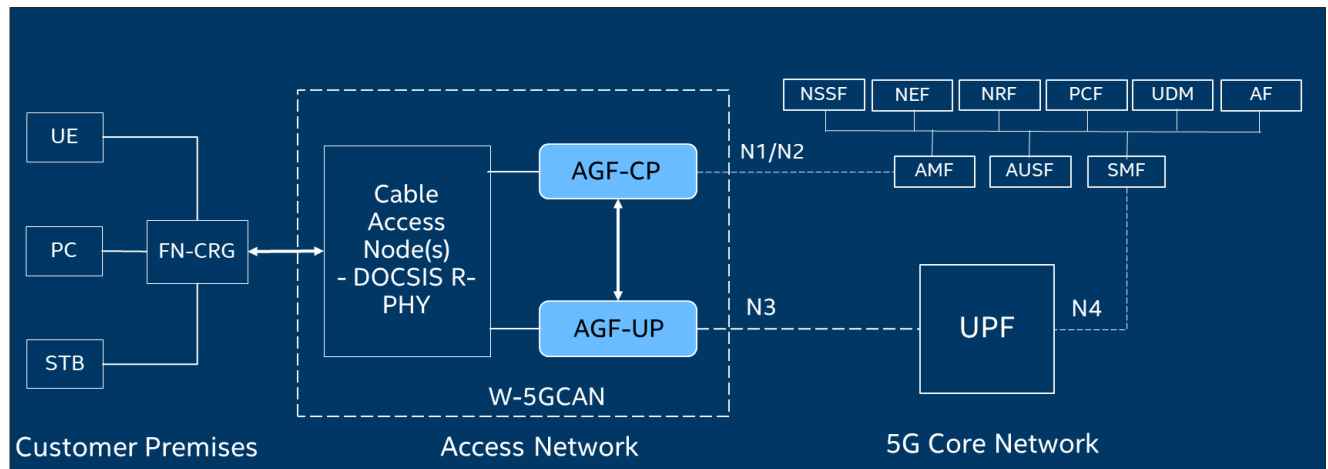 NSSF
NEF
NRF
PCF
UDM
AF
UE
N1/N2
AGF-CP
AMF
AUSF
SMF
Cable
Access
Node(s)
- DOCSIS R-
PHY
PC
FN-CRG
N3
N4
AGF-UP
UPF
STB
W-5GCAN
Customer Premises
Access Network
5G Core Network